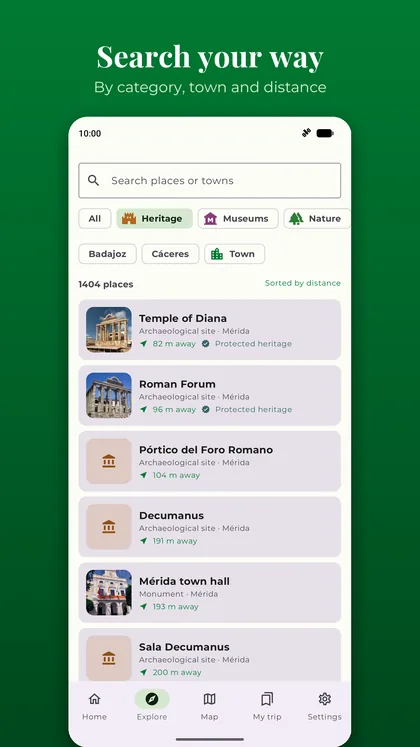 Search your way
By category, town and distance
10:00
Search places or towns
All
Heritage
Museums
Nature
Badajoz
Cáceres
Town
1404 places
Sorted by distance
Temple of Diana
Archaeological site · Mérida
82 m away
Protected heritage
Roman Forum
Archaeological site · Mérida
96 m away
Protected heritage
Pórtico del Foro Romano
Archaeological site · Mérida
104 m away
Decumanus
Archaeological site · Mérida
191 m away
Mérida town hall
Monument · Mérida
193 m away
Sala Decumanus
Archaeological site · Mérida
200 m away
Home
Explore
Map
My trip
Settings